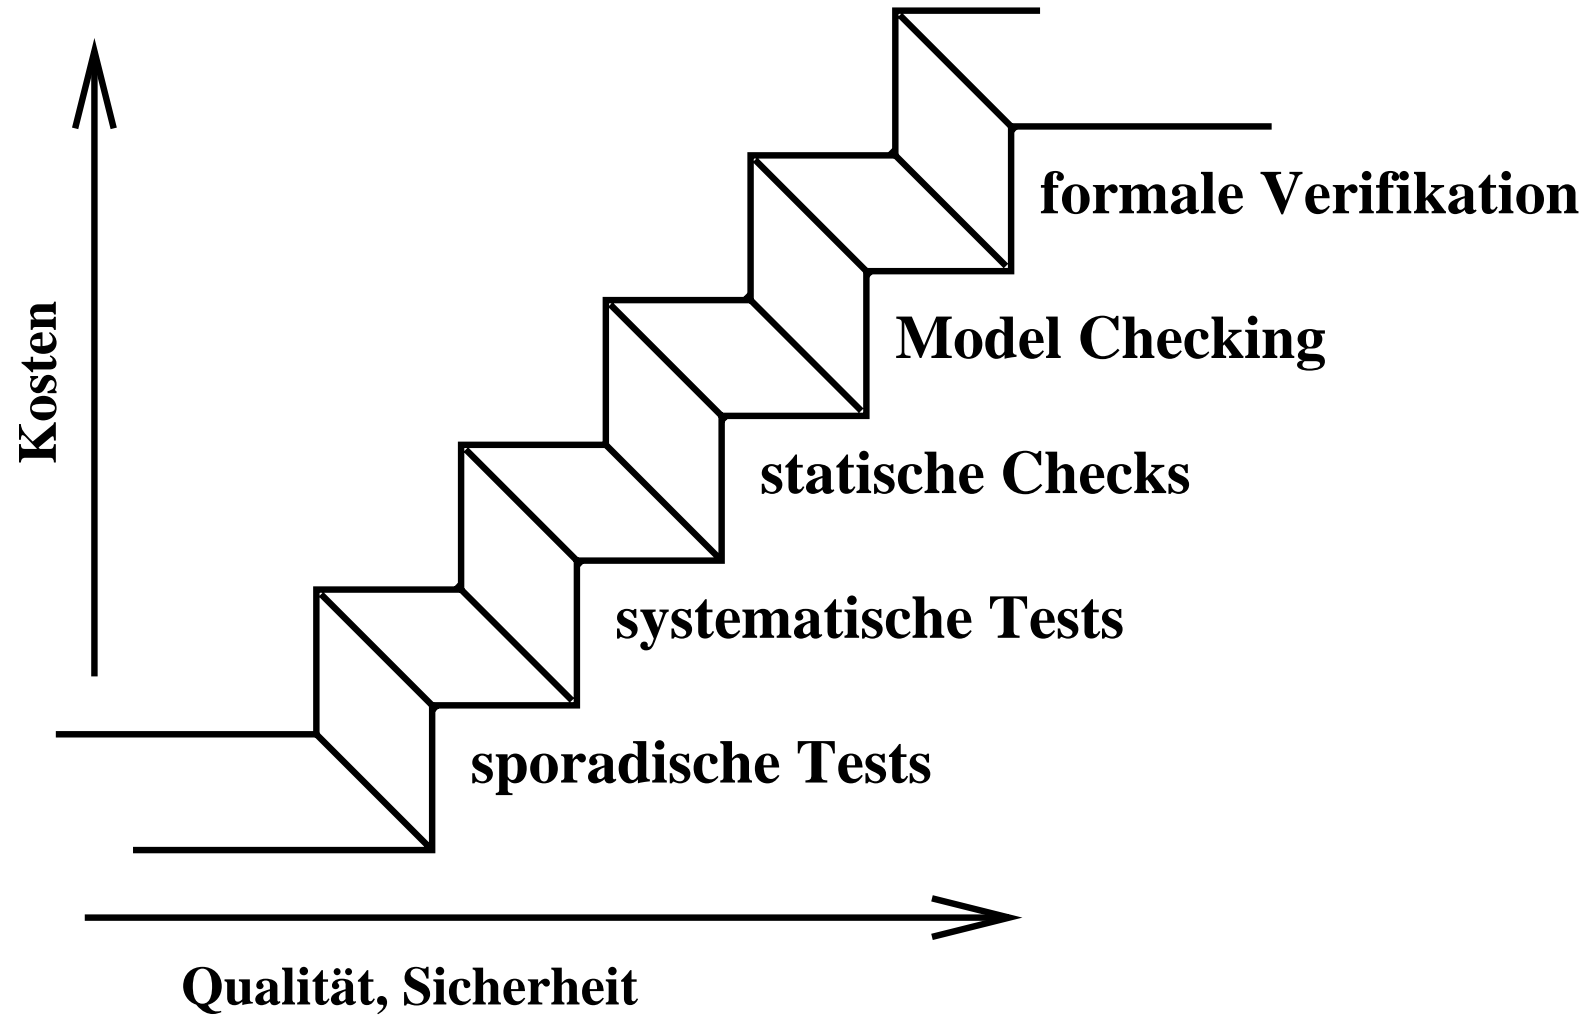 formale Verifikation
Model Checking
Kosten
statische Checks
systematische Tests
sporadische Tests
Qualität, Sicherheit